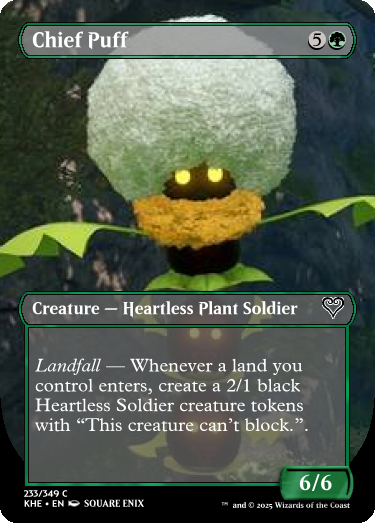 Chief Puff 5
Creature — Heartless Plant Soldier
Landfall — Whenever a land you
control enters, create a 2/1 black
Heartless Soldier creature tokens
with “This creature can’t block.”.
6/6
233/349 C
KHE • EN SQUARE ENIX
™ and © 2025 Wizards of the Coast